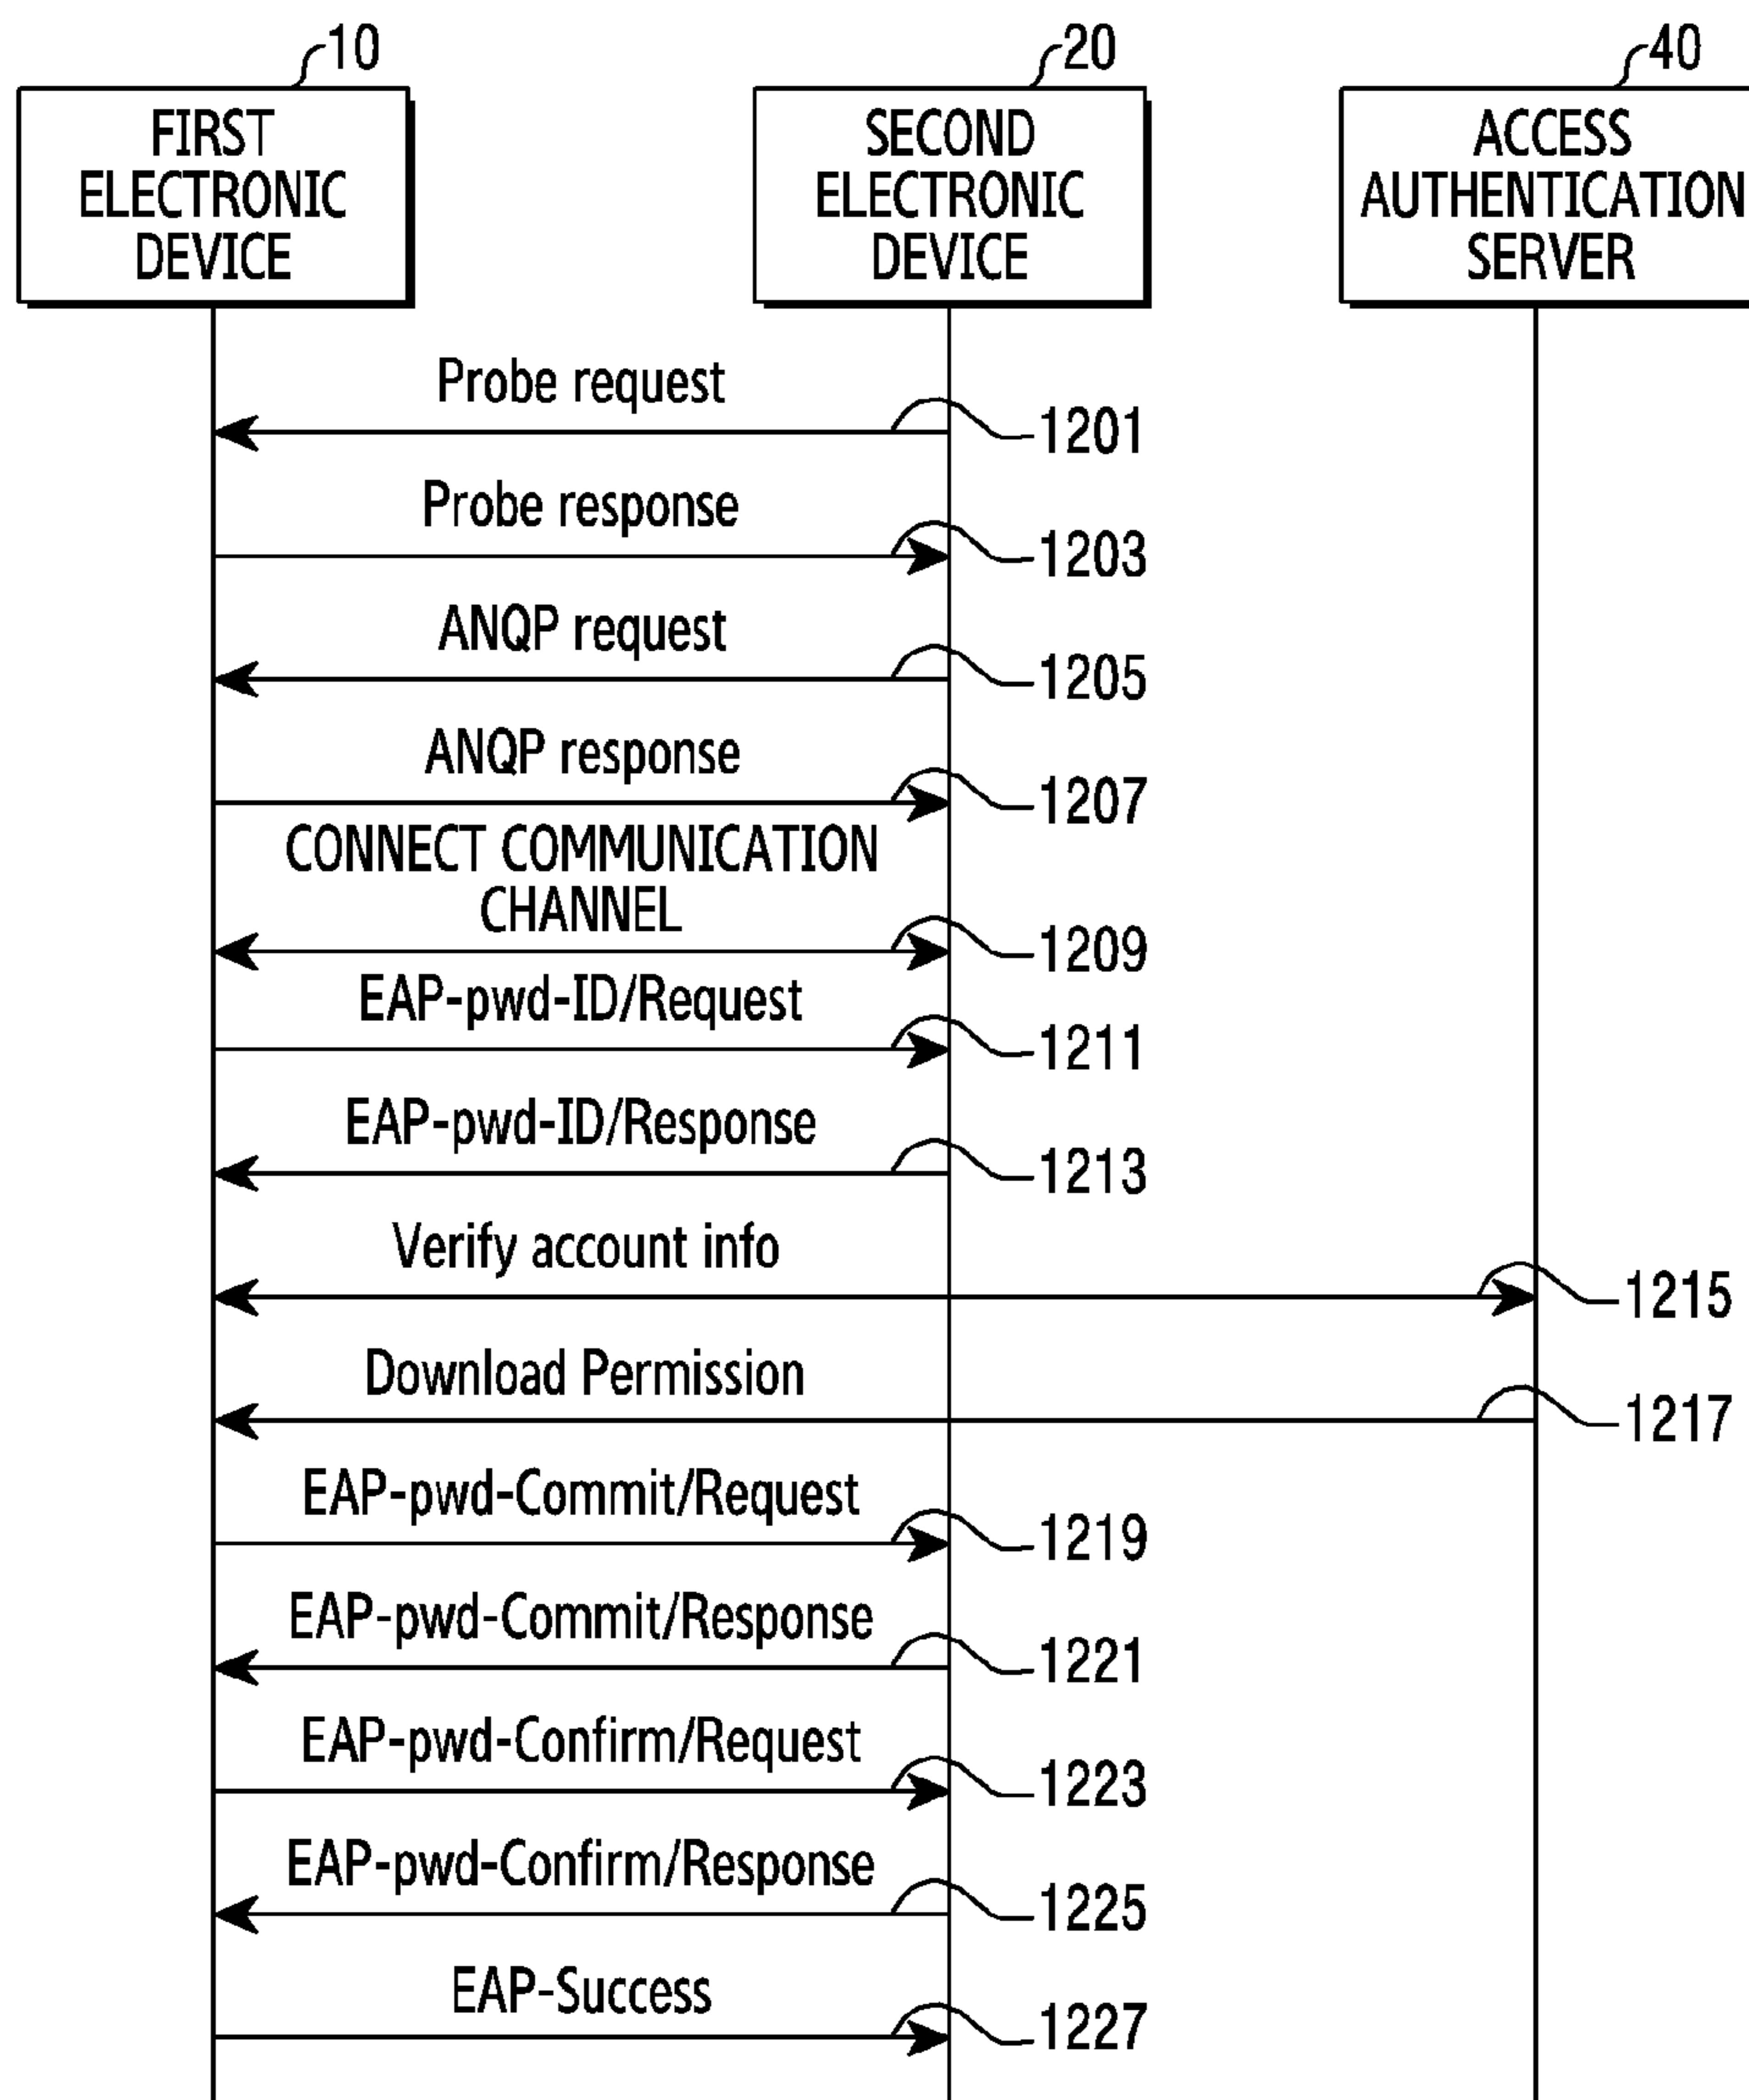 10
20
40
FIRST
ELECTRONIC
DEVICE
SECOND
ELECTRONIC
DEVICE
ACCESS
AUTHENTICATION
SERVER
Probe request
1201
Probe response
1203
ANQP request
1205
ANQP response
1207
CONNECT COMMUNICATION
CHANNEL
1209
EAP-pwd-ID/Request
1211
EAP-pwd-ID/Response
1213
Verify account info
1215
Download Permission
1217
EAP-pwd-Commit/Request
1219
EAP-pwd-Commit/Response
1221
EAP-pwd-Confirm/Request
1223
EAP-pwd-Confirm/Response
1225
EAP-Success
1227